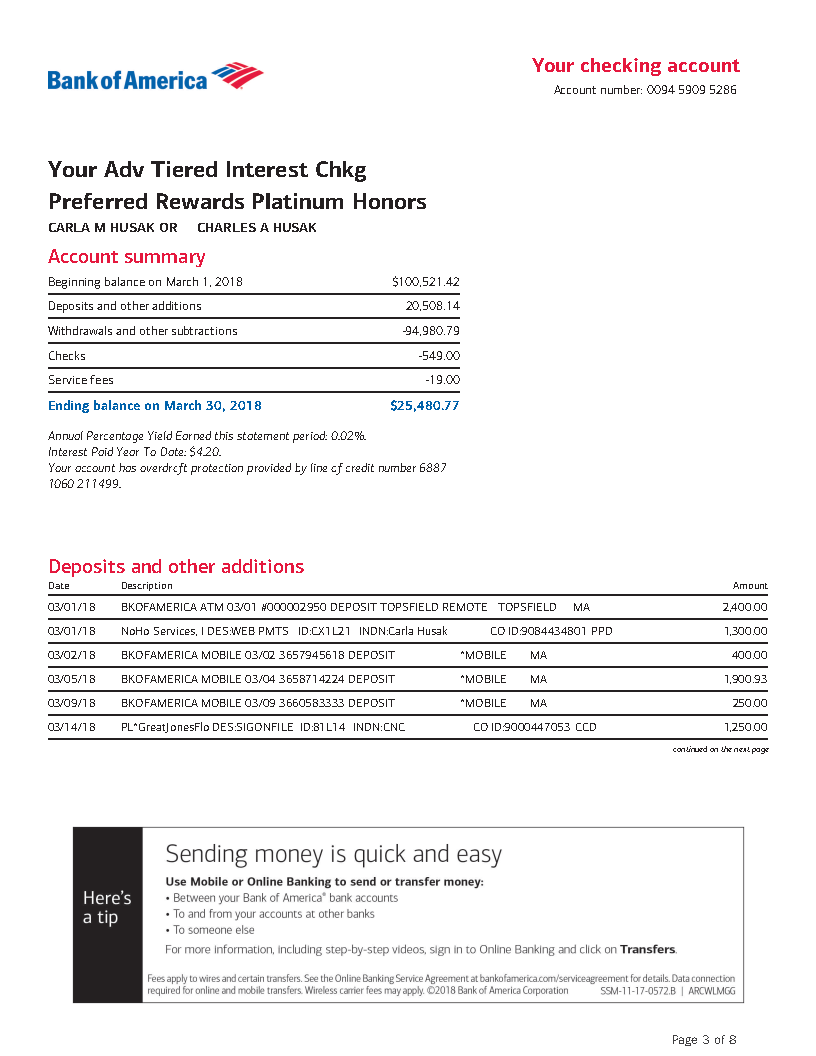 Bank of America
Your checking account
Account number: 0094 5909 5286
Your Adv Tiered Interest Chkg
Preferred Rewards Platinum Honors
CARLA M HUSAK OR CHARLES A HUSAK
Account summary
Beginning balance on March 1, 2018 $100,521.42
Deposits and other additions 20,508.14
Withdrawals and other subtractions -94,980.79
Checks -549.00
Service fees -19.00
Ending balance on March 30, 2018 $25,480.77
Annual Percentage Yield Earned this statement period: 0.02%.
Interest Paid Year To Date: $4.20.
Your account has overdraft protection provided by line of credit number 6887
1060 211499.
Deposits and other additions
Date Description Amount
03/01/18 BKOFAMERICA ATM 03/01 #000002950 DEPOSIT TOPSFIELD REMOTE TOPSFIELD MA 2,400.00
03/01/18 NoHo Services, I DES:WEB PMTS ID:CX1L21 INDN:Carla Husak CO ID:9084434801 PPD 1,300.00
03/02/18 BKOFAMERICA MOBILE 03/02 3657945618 DEPOSIT *MOBILE MA 400.00
03/05/18 BKOFAMERICA MOBILE 03/04 3658714224 DEPOSIT *MOBILE MA 1,900.93
03/09/18 BKOFAMERICA MOBILE 03/09 3660583333 DEPOSIT *MOBILE MA 250.00
03/14/18 PL*GreatJonesFlo DES:SIGONFILE ID:81L14 INDN:CNC CO ID:9000447053 CCD 1,250.00
continued on the next page
Here's
a tip
Sending money is quick and easy
Use Mobile or Online Banking to send or transfer money:
• Between your Bank of America® bank accounts
• To and from your accounts at other banks
• To someone else
For more information, including step-by-step videos, sign in to Online Banking and click on Transfers.
Fees apply to wires and certain transfers. See the Online Banking Service Agreement at bankofamerica.com/serviceagreement for details. Data connection
required for online and mobile transfers. Wireless carrier fees may apply. ©2018 Bank of America Corporation SSM-11-17-0572.B | ARCWLMGG
Page 3 of 8